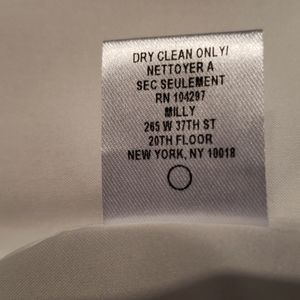 DRY CLEAN ONLY/
NETTOYER A
SEC SEULEMENT
RN 104297
MILLY
265 W 37TH ST
20TH FLOOR
NEW YORK, NY 10018